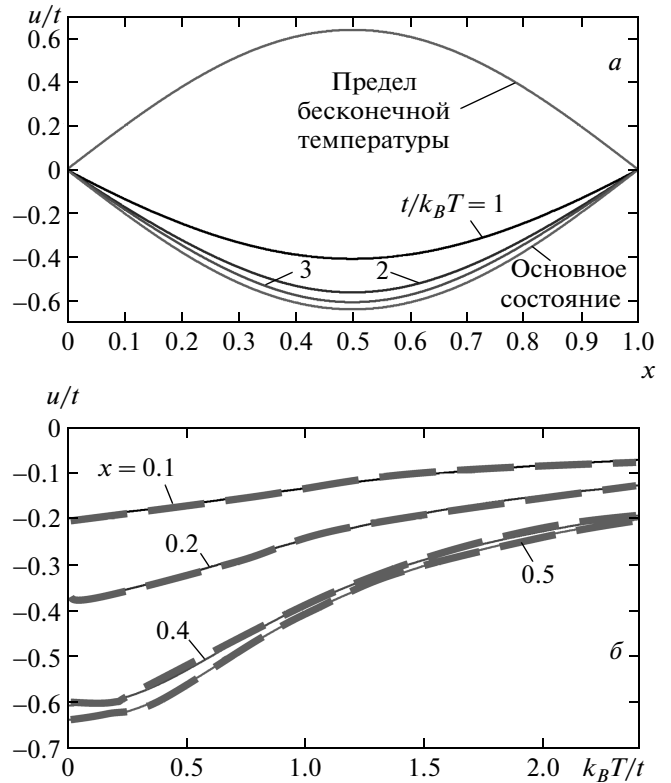 u/t
0.6
а
0.4
Предел
бесконечной
температуры
0.2
0
t/k_BT = 1
−0.2
3
2
−0.4
Основное
состояние
−0.6
0 0.1 0.2 0.3 0.4 0.5 0.6 0.7 0.8 0.9 1.0
x
u/t
0
x = 0.1
−0.1
−0.2
0.2
−0.3
0.5
−0.4
0.4
−0.5
б
−0.6
−0.7
0 0.5 1.0 1.5 2.0 k_BT/t